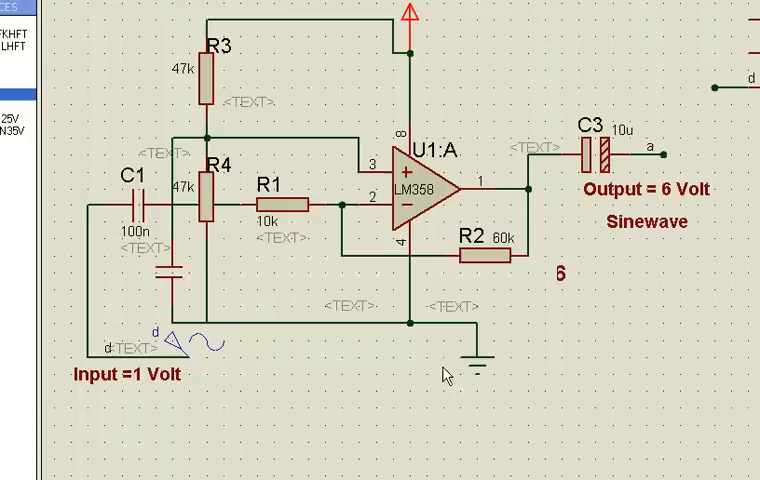 CES
FKHFT
LHFT
25V
N35V
R3
47k
<TEXT>
<TEXT>
R4
47k
C1
100n
<TEXT>
R1
10k
<TEXT>
8
U1:A
3
2
LM358
1
4
<TEXT>
C3
10u
a
d
Output = 6 Volt
Sinewave
R2
60k
6
<TEXT>
<TEXT>
d
d
<TEXT>
Input =1 Volt